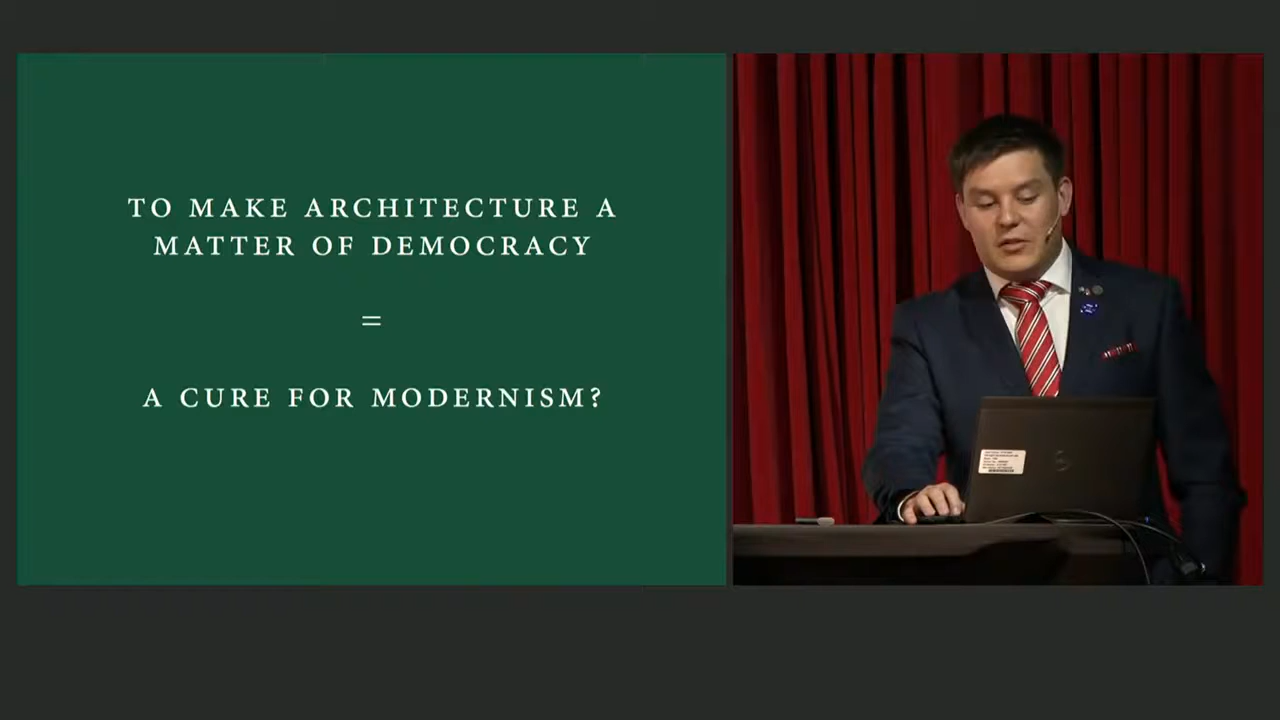 TO MAKE ARCHITECTURE A
MATTER OF DEMOCRACY
=
A CURE FOR MODERNISM?